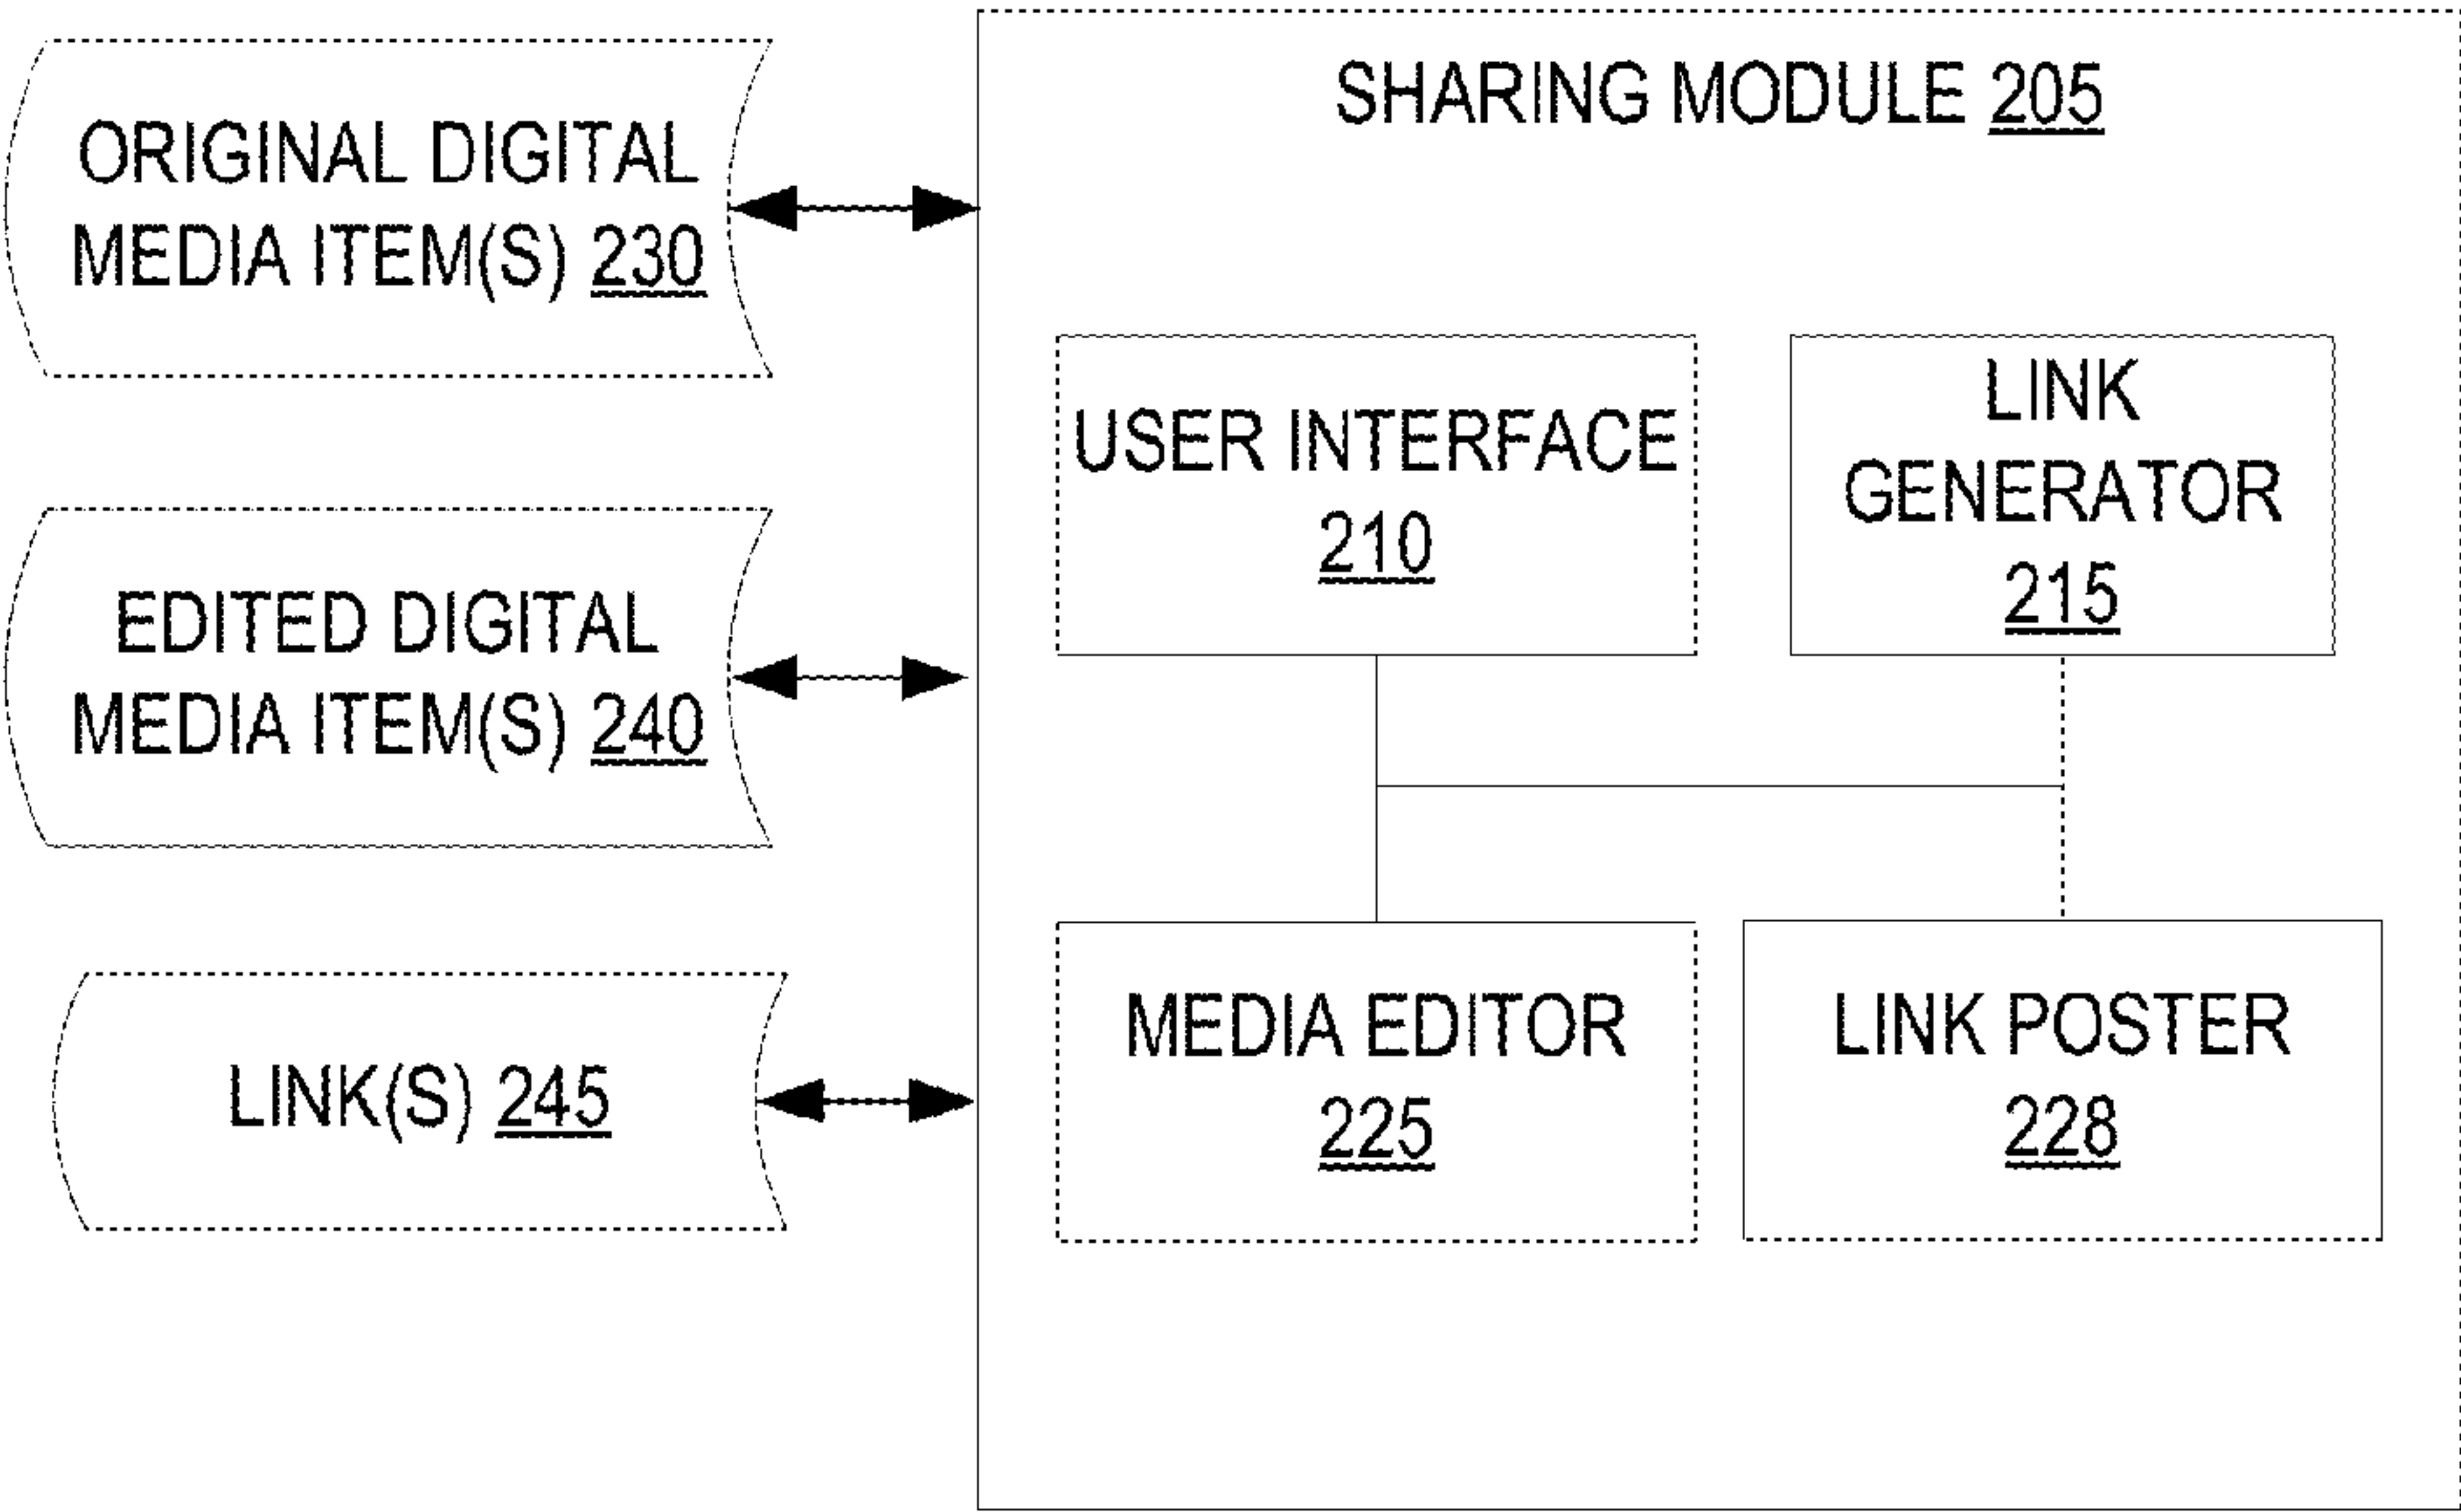 SHARING MODULE 205
ORIGINAL DIGITAL
MEDIA ITEM(S) 230
EDITED DIGITAL
MEDIA ITEM(S) 240
LINK(S) 245
USER INTERFACE
210
LINK
GENERATOR
215
MEDIA EDITOR
225
LINK POSTER
228